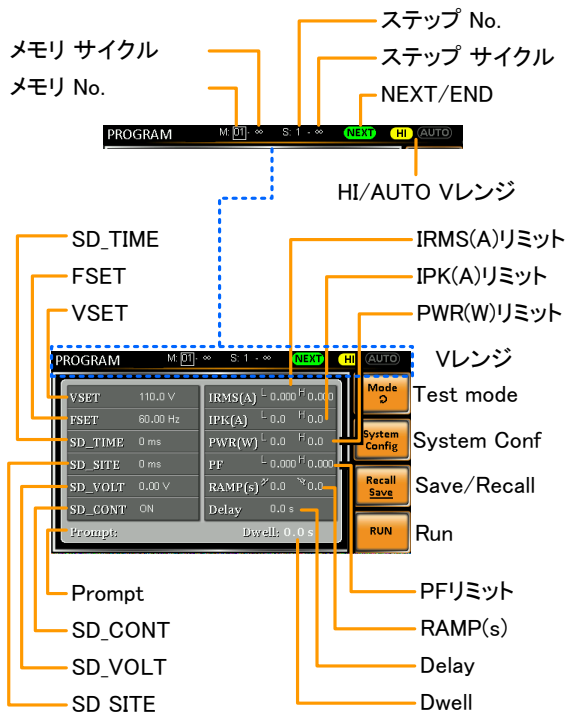 ステップ No.
メモリ サイクル
ステップ サイクル
メモリ No.
NEXT/END
PROGRAM M: 01 - ∞ S: 1 - ∞ NEXT HI AUTO
HI/AUTO Vレンジ
SD_TIME
IRMS(A)リミット
FSET
IPK(A)リミット
VSET
PWR(W)リミット
PROGRAM M: 01 - ∞ S: 1 - ∞ NEXT HI AUTO
Vレンジ
VSET 110.0 V IRMS(A) L 0.000 H 0.000
Mode
Test mode
FSET 60.00 Hz IPK(A) L 0.0 H 0.0
SD_TIME 0 ms PWR(W) L 0.0 H 0.0
System
Config
System Conf
SD_SITE 0 ms PF L 0.000 H 0.000
SD_VOLT 0.00 V RAMP(s) 0.0 0.0
Recall
Save
Save/Recall
SD_CONT ON Delay 0.0 s
Prompt: Dwell: 0.0 s
RUN
Run
Prompt
PFリミット
SD_CONT
RAMP(s)
SD_VOLT
Delay
SD SITE
Dwell